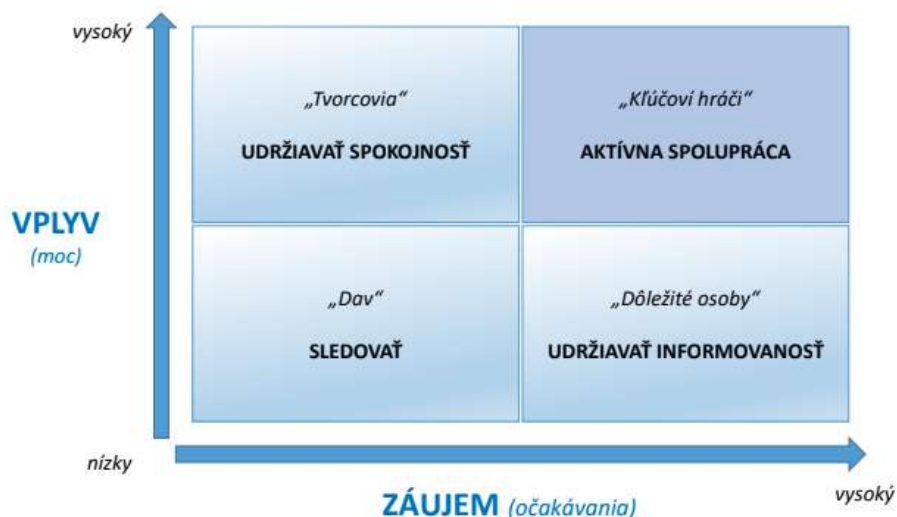 vysoký
„Tvorcovia“
UDRŽIAVAŤ SPOKOJNOSŤ
„Kľúčoví hráči“
AKTÍVNA SPOLUPRÁCA
VPLYV
(moc)
„Dav“
SLEDOVAŤ
„Dôležité osoby“
UDRŽIAVAŤ INFORMOVANOSŤ
nízky
ZÁUJEM (očakávania)
vysoký